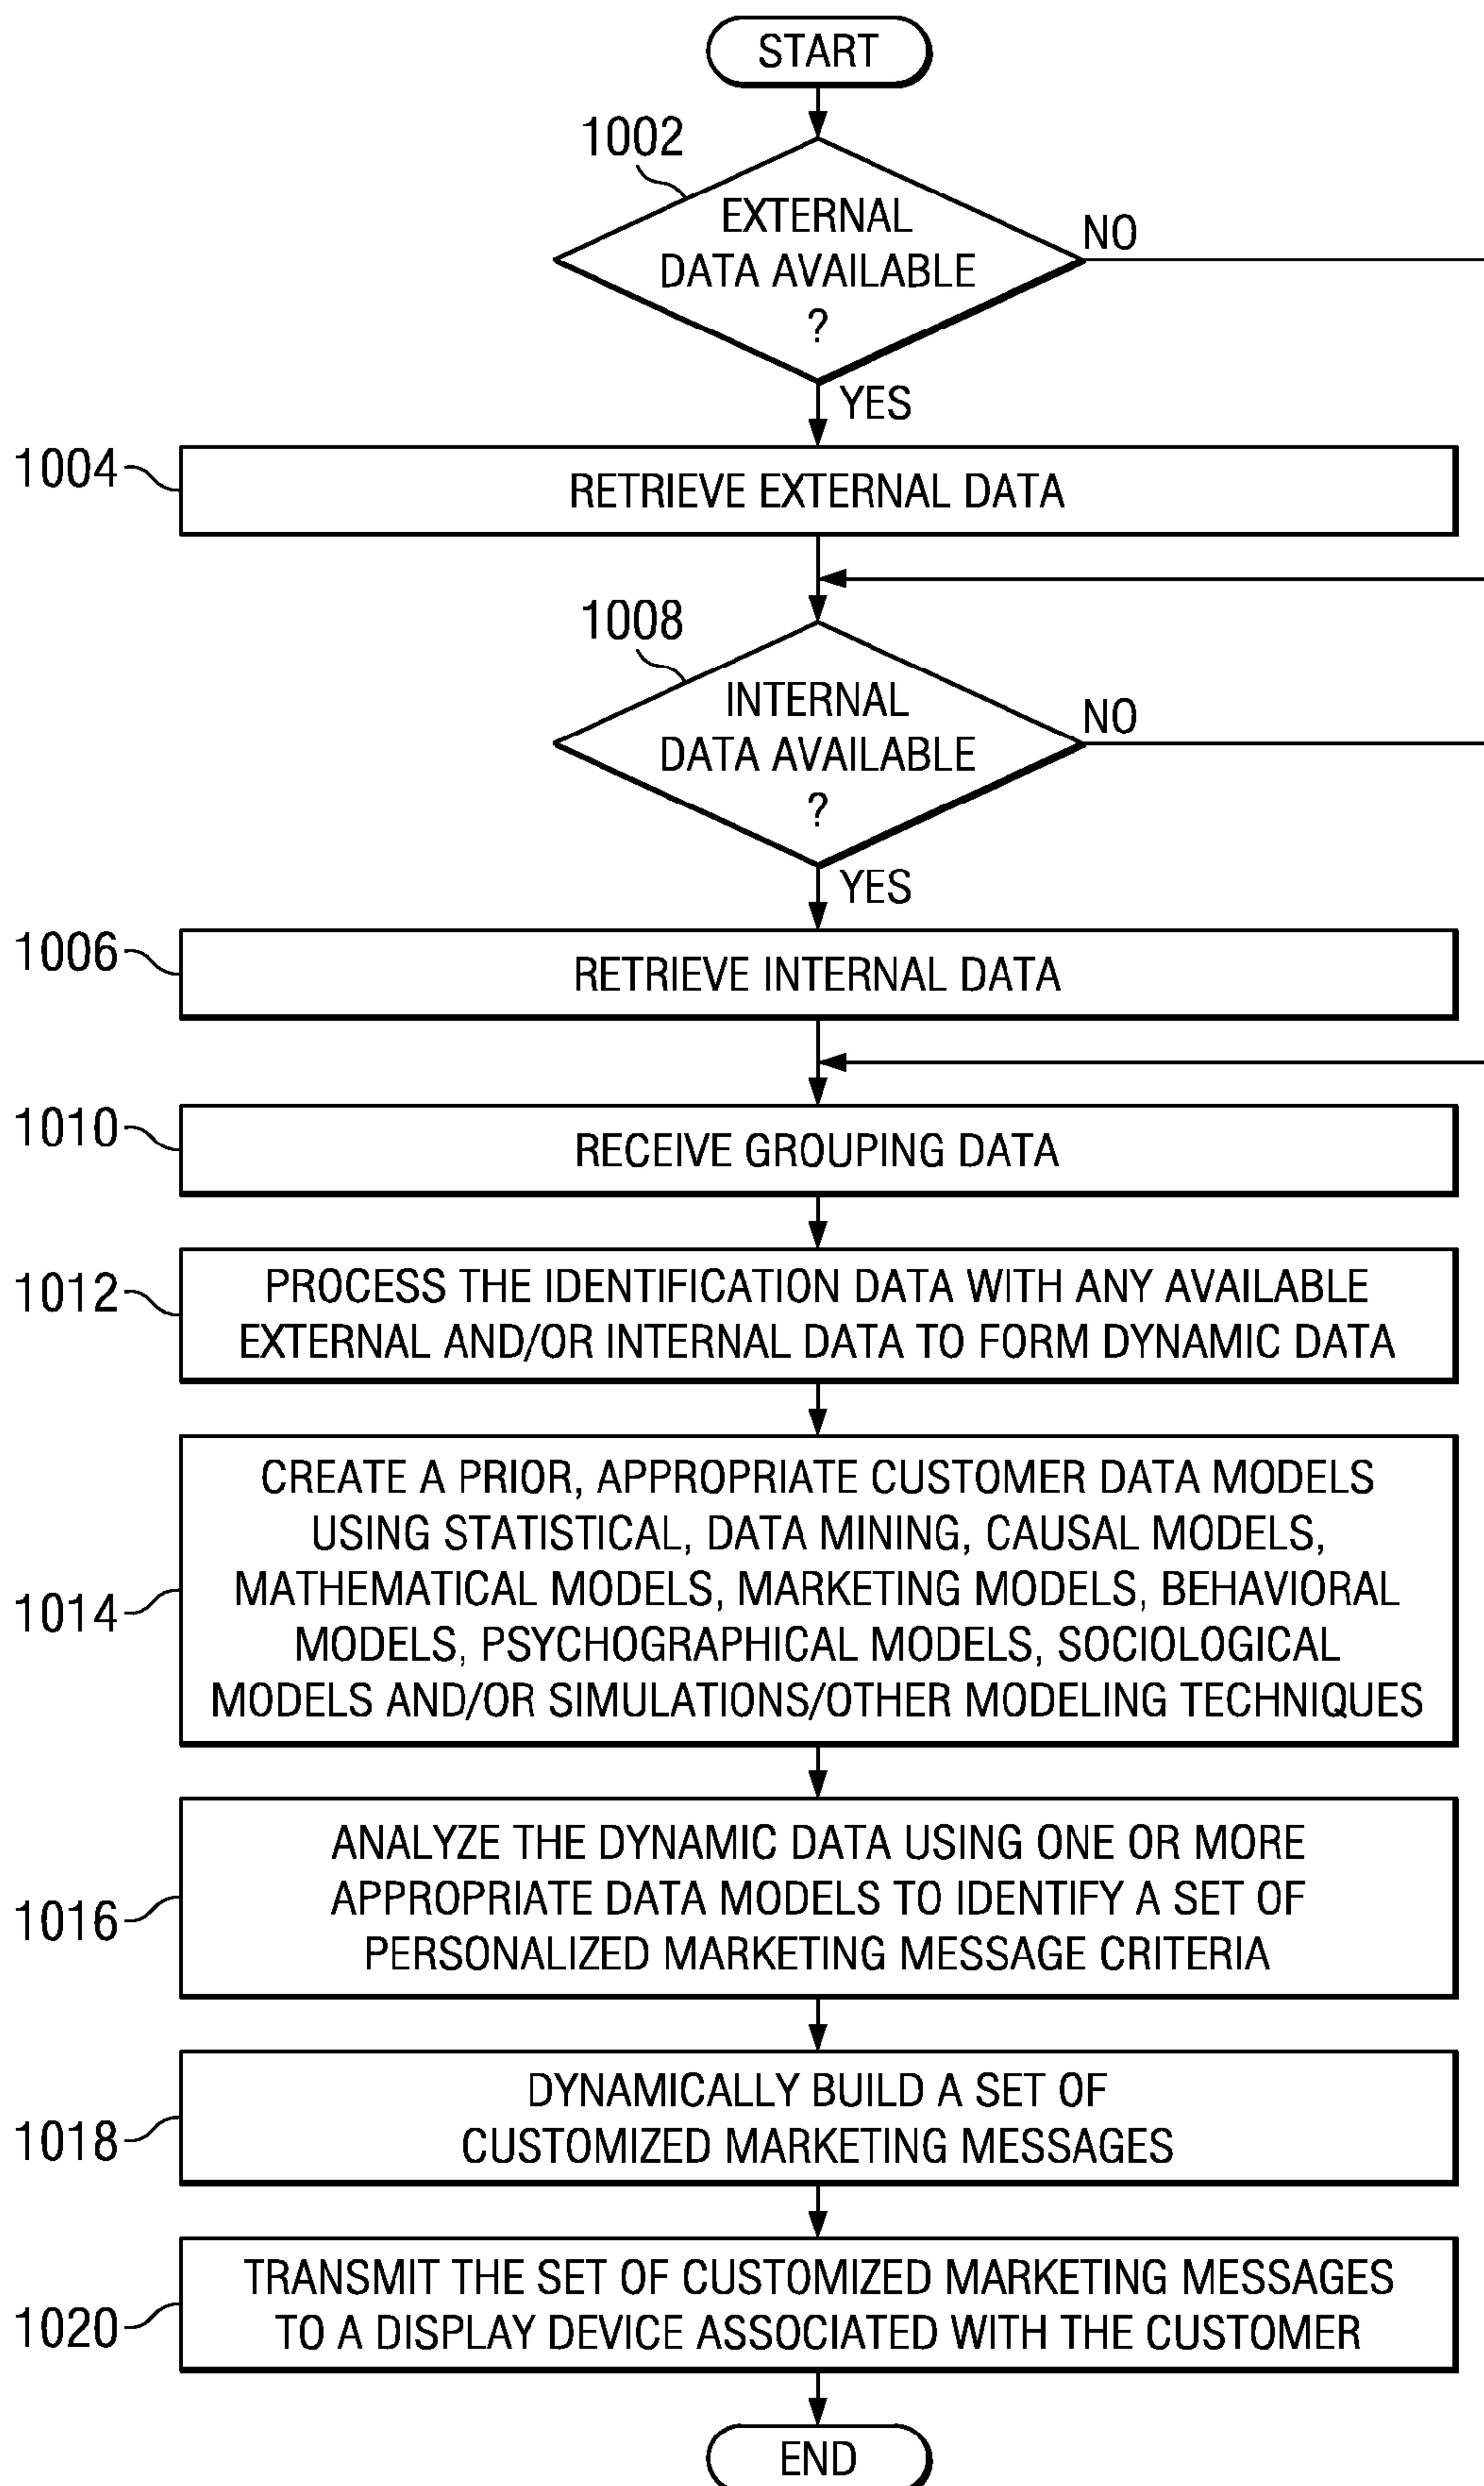 START
1002
EXTERNAL
DATA AVAILABLE
?
NO
YES
1004
RETRIEVE EXTERNAL DATA
1008
INTERNAL
DATA AVAILABLE
?
NO
YES
1006
RETRIEVE INTERNAL DATA
1010
RECEIVE GROUPING DATA
1012
PROCESS THE IDENTIFICATION DATA WITH ANY AVAILABLE
EXTERNAL AND/OR INTERNAL DATA TO FORM DYNAMIC DATA
1014
CREATE A PRIOR, APPROPRIATE CUSTOMER DATA MODELS
USING STATISTICAL, DATA MINING, CAUSAL MODELS,
MATHEMATICAL MODELS, MARKETING MODELS, BEHAVIORAL
MODELS, PSYCHOGRAPHICAL MODELS, SOCIOLOGICAL
MODELS AND/OR SIMULATIONS/OTHER MODELING TECHNIQUES
1016
ANALYZE THE DYNAMIC DATA USING ONE OR MORE
APPROPRIATE DATA MODELS TO IDENTIFY A SET OF
PERSONALIZED MARKETING MESSAGE CRITERIA
1018
DYNAMICALLY BUILD A SET OF
CUSTOMIZED MARKETING MESSAGES
1020
TRANSMIT THE SET OF CUSTOMIZED MARKETING MESSAGES
TO A DISPLAY DEVICE ASSOCIATED WITH THE CUSTOMER
END